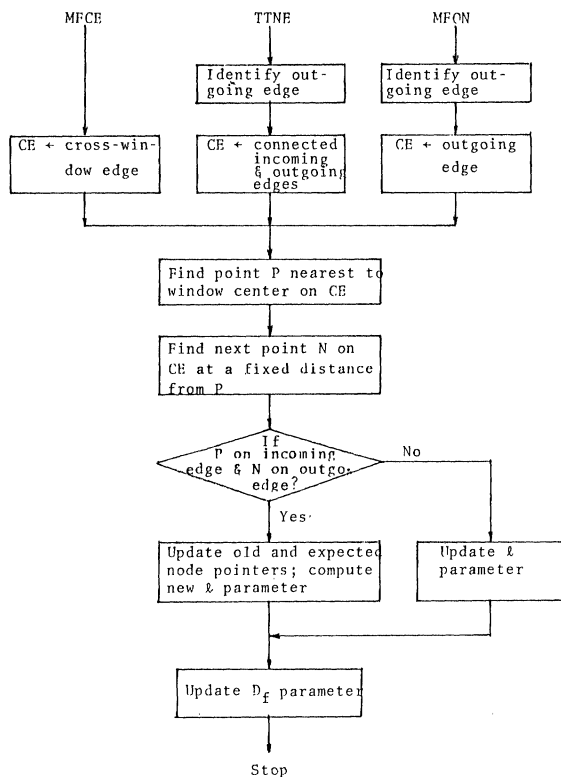 MFCE TTNE MFON
Identify out-
going edge
Identify out-
going edge
CE ← cross-win-
dow edge
CE ← connected
incoming
& outgoing
edges
CE ← outgoing
edge
Find point P nearest to
window center on CE
Find next point N on
CE at a fixed distance
from P
If
P on incoming
edge & N on outgo.
edge?
No
Yes
Update old and expected
node pointers; compute
new ℓ parameter
Update ℓ
parameter
Update Df parameter
Stop